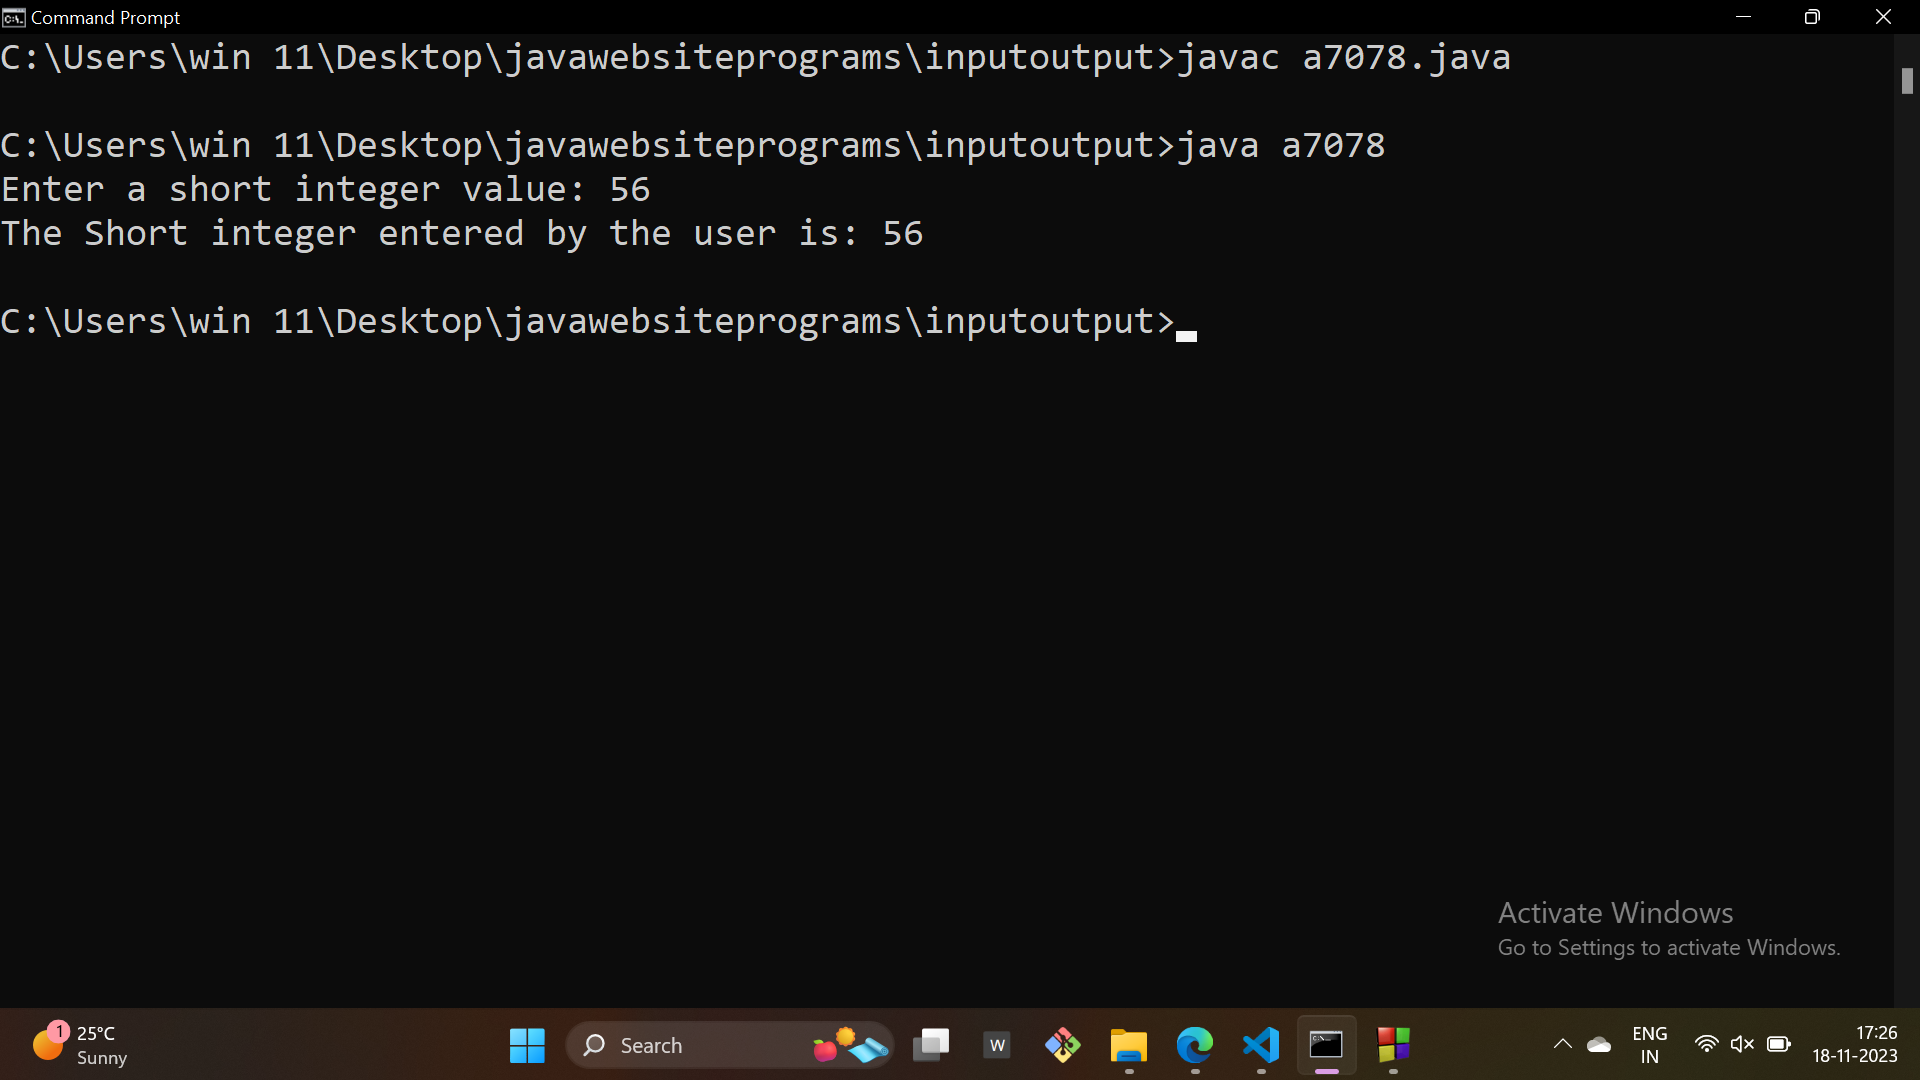 Command Prompt
C:\Users\win 11\Desktop\javawebsiteprograms\inputoutput>javac a7078.java
C:\Users\win 11\Desktop\javawebsiteprograms\inputoutput>java a7078
Enter a short integer value: 56
The Short integer entered by the user is: 56
C:\Users\win 11\Desktop\javawebsiteprograms\inputoutput>
Activate Windows
Go to Settings to activate Windows.
1
25°C
Sunny
Search
W
ENG
IN
17:26
18-11-2023